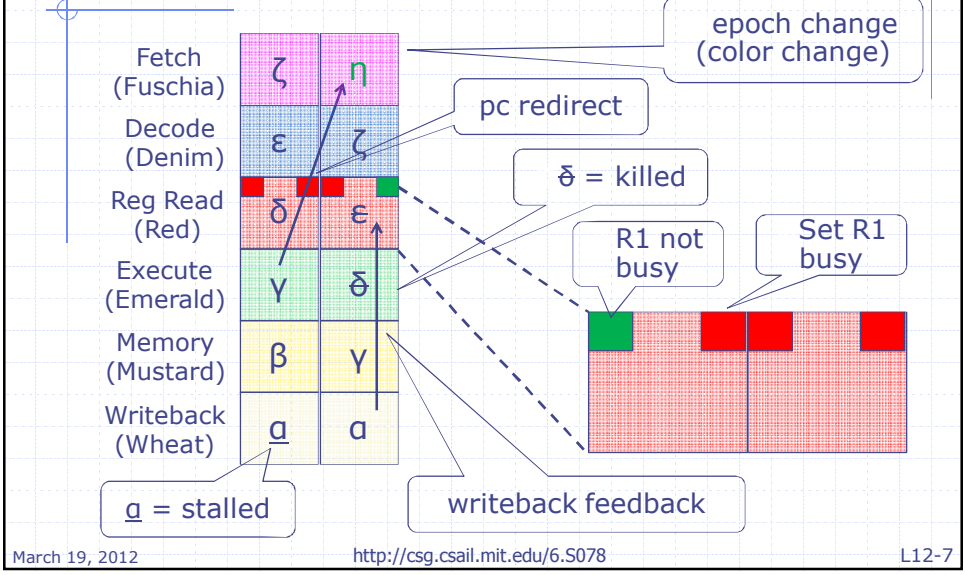 epoch change
(color change)
Fetch
(Fuschia)
ζ η
pc redirect
Decode
(Denim)
ε ζ
δ = killed
Reg Read
(Red)
δ ε
R1 not
busy
Set R1
busy
Execute
(Emerald)
γ δ
Memory
(Mustard)
β γ
Writeback
(Wheat)
α α
writeback feedback
α = stalled
March 19, 2012
http://csg.csail.mit.edu/6.S078
L12-7